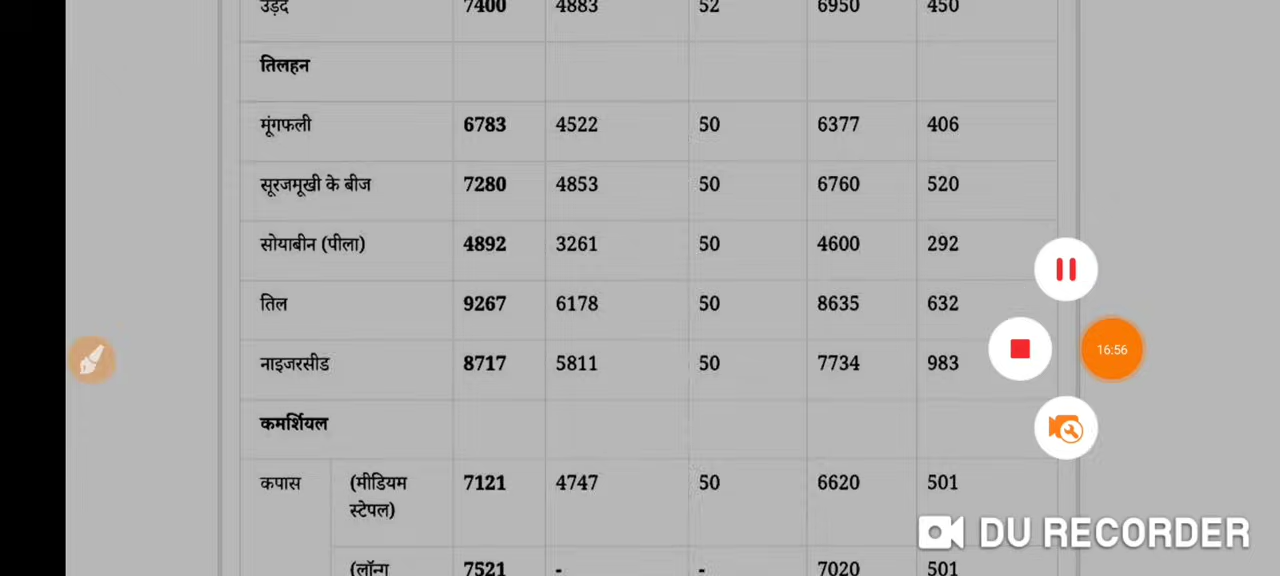 उड़द 7400 4883 52 6950 450
तिलहन
मूंगफली 6783 4522 50 6377 406
सूरजमूखी के बीज 7280 4853 50 6760 520
सोयाबीन (पीला) 4892 3261 50 4600 292
तिल 9267 6178 50 8635 632
नाइजरसीड 8717 5811 50 7734 983
16:56
कमर्शियल
कपास (मीडियम स्टेपल) 7121 4747 50 6620 501
(लॉन्ग 7521 - - 7020 501
DU RECORDER